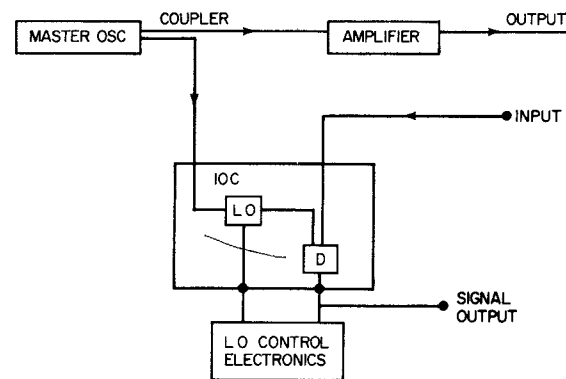 COUPLER
OUTPUT
MASTER OSC
AMPLIFIER
INPUT
IOC
LO
D
SIGNAL
OUTPUT
LO CONTROL
ELECTRONICS